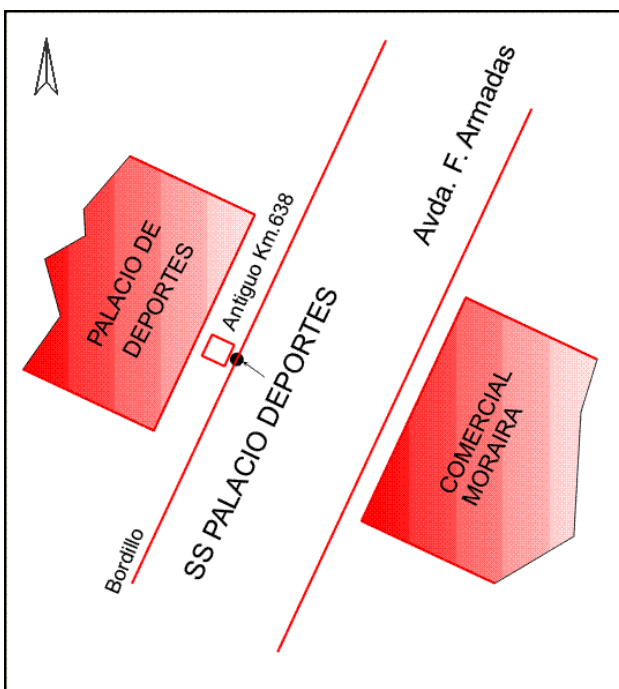 Avda. F. Armadas
PALACIO DE
DEPORTES
Antiguo Km.638
SS PALACIO DEPORTES
COMERCIAL
MORAIRA
Bordillo